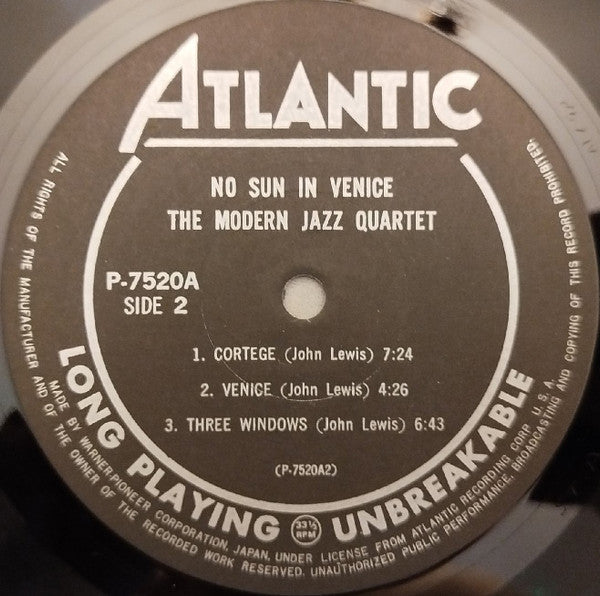 ATLANTIC
NO SUN IN VENICE
THE MODERN JAZZ QUARTET
P-7520A
SIDE 2
1. CORTEGE (John Lewis) 7:24
2. VENICE (John Lewis) 4:26
3. THREE WINDOWS (John Lewis) 6:43
(P-7520A2)
LONG PLAYING 33⅓ RPM UNBREAKABLE
ALL RIGHTS OF THE MANUFACTURER AND OF THE OWNER OF THE RECORDED WORK RESERVED. UNAUTHORIZED PUBLIC PERFORMANCE, BROADCASTING AND COPYING OF THIS RECORD PROHIBITED.
MADE BY WARNER-PIONEER CORPORATION, JAPAN, UNDER LICENSE FROM ATLANTIC RECORDING CORP. U.S.A.